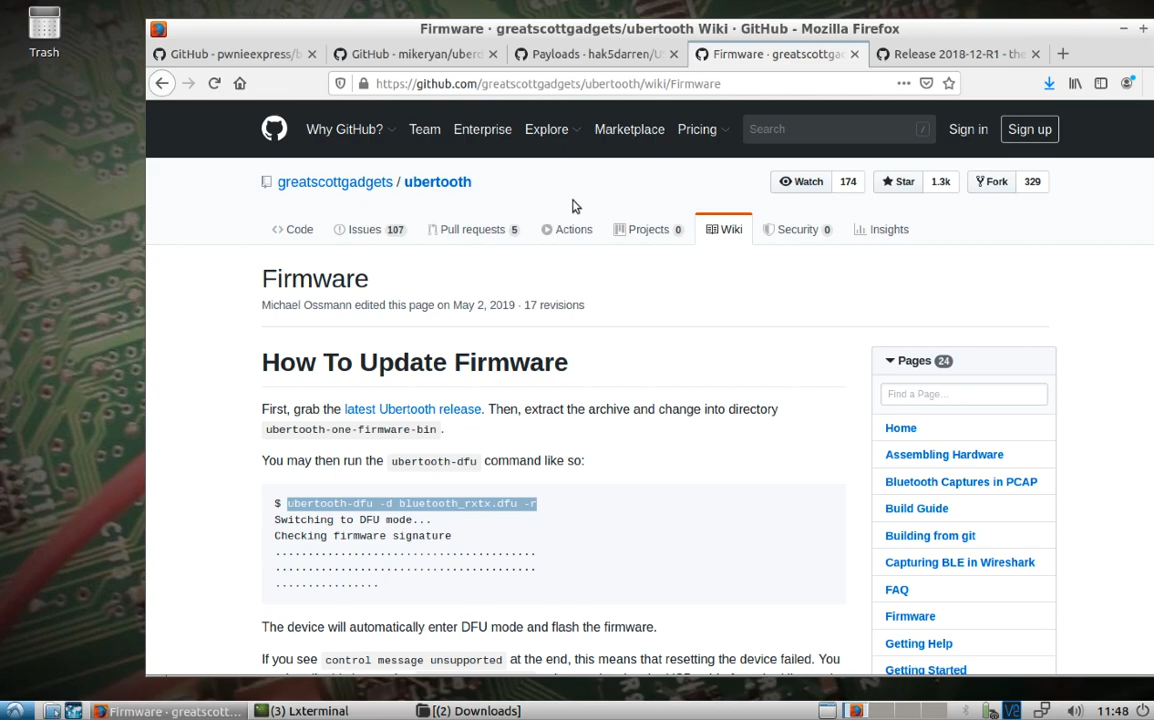 Trash
Firmware · greatscottgadgets/ubertooth Wiki · GitHub - Mozilla Firefox
GitHub - pwnieexpress/b
GitHub - mikeryan/uberd
Payloads · hak5darren/US
Firmware · greatscottga
Release 2018-12-R1 · the
https://github.com/greatscottgadgets/ubertooth/wiki/Firmware
Why GitHub? Team Enterprise Explore Marketplace Pricing Search / Sign in Sign up
greatscottgadgets / ubertooth
Watch 174 Star 1.3k Fork 329
<> Code Issues 107 Pull requests 5 Actions Projects 0 Wiki Security 0 Insights
Firmware
Michael Ossmann edited this page on May 2, 2019 · 17 revisions
How To Update Firmware
First, grab the latest Ubertooth release. Then, extract the archive and change into directory
ubertooth-one-firmware-bin .
You may then run the ubertooth-dfu command like so:
$ ubertooth-dfu -d bluetooth_rxtx.dfu -r
Switching to DFU mode...
Checking firmware signature
........................................
........................................
................
The device will automatically enter DFU mode and flash the firmware.
If you see control message unsupported at the end, this means that resetting the device failed. You
Pages 24
Find a Page...
Home
Assembling Hardware
Bluetooth Captures in PCAP
Build Guide
Building from git
Capturing BLE in Wireshark
FAQ
Firmware
Getting Help
Getting Started
Firmware · greatscott...
(3) Lxterminal
[(2) Downloads]
11:48